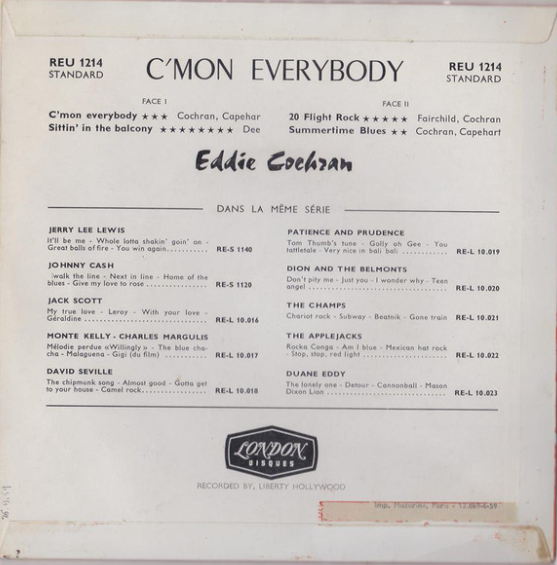 REU 1214
STANDARD
C'MON EVERYBODY
REU 1214
STANDARD
FACE I
C'mon everybody ★★★ Cochran, Capehar
Sittin' in the balcony ★★★★★★★★ Dee
FACE II
20 Flight Rock ★★★★★ Fairchild, Cochran
Summertime Blues ★★ Cochran, Capehart
Eddie Cochran
DANS LA MÊME SÉRIE
JERRY LEE LEWIS
It'll be me - Whole lotta shakin' goin' on -
Great balls of fire - You win again........... RE-S 1140
JOHNNY CASH
walk the line - Next in line - Home of the
blues - Give my love to rose ................ RE-S 1120
JACK SCOTT
My true love - Leroy - With your love -
Géraldine ............................ RE-L 10.016
MONTE KELLY - CHARLES MARGULIS
Mélodie perdue «Willingly» - The blue cha-
cha - Malaguena - Gigi (du film) ........... RE-L 10.017
DAVID SEVILLE
The chipmunk song - Almost good - Gotta get
to your house - Camel rock............... RE-L 10.018
PATIENCE AND PRUDENCE
Tom Thumb's tune - Golly oh Gee - You
tattletale - Very nice in bali bali ............ RE-L 10.019
DION AND THE BELMONTS
Don't pity me - Just you - I wonder why - Teen
angel .................................. RE-L 10.020
THE CHAMPS
Chariot rock - Subway - Beatnik - Gone train RE-L 10.021
THE APPLEJACKS
Rocka Conga - Am I blue - Mexican hat rock
- Stop, stop, red light .................... RE-L 10.022
DUANE EDDY
The lonely one - Detour - Cannonball - Mason
Dixon Lion ............................ RE-L 10.023
LONDON
DISQUES
RECORDED BY, LIBERTY HOLLYWOOD
Imp.